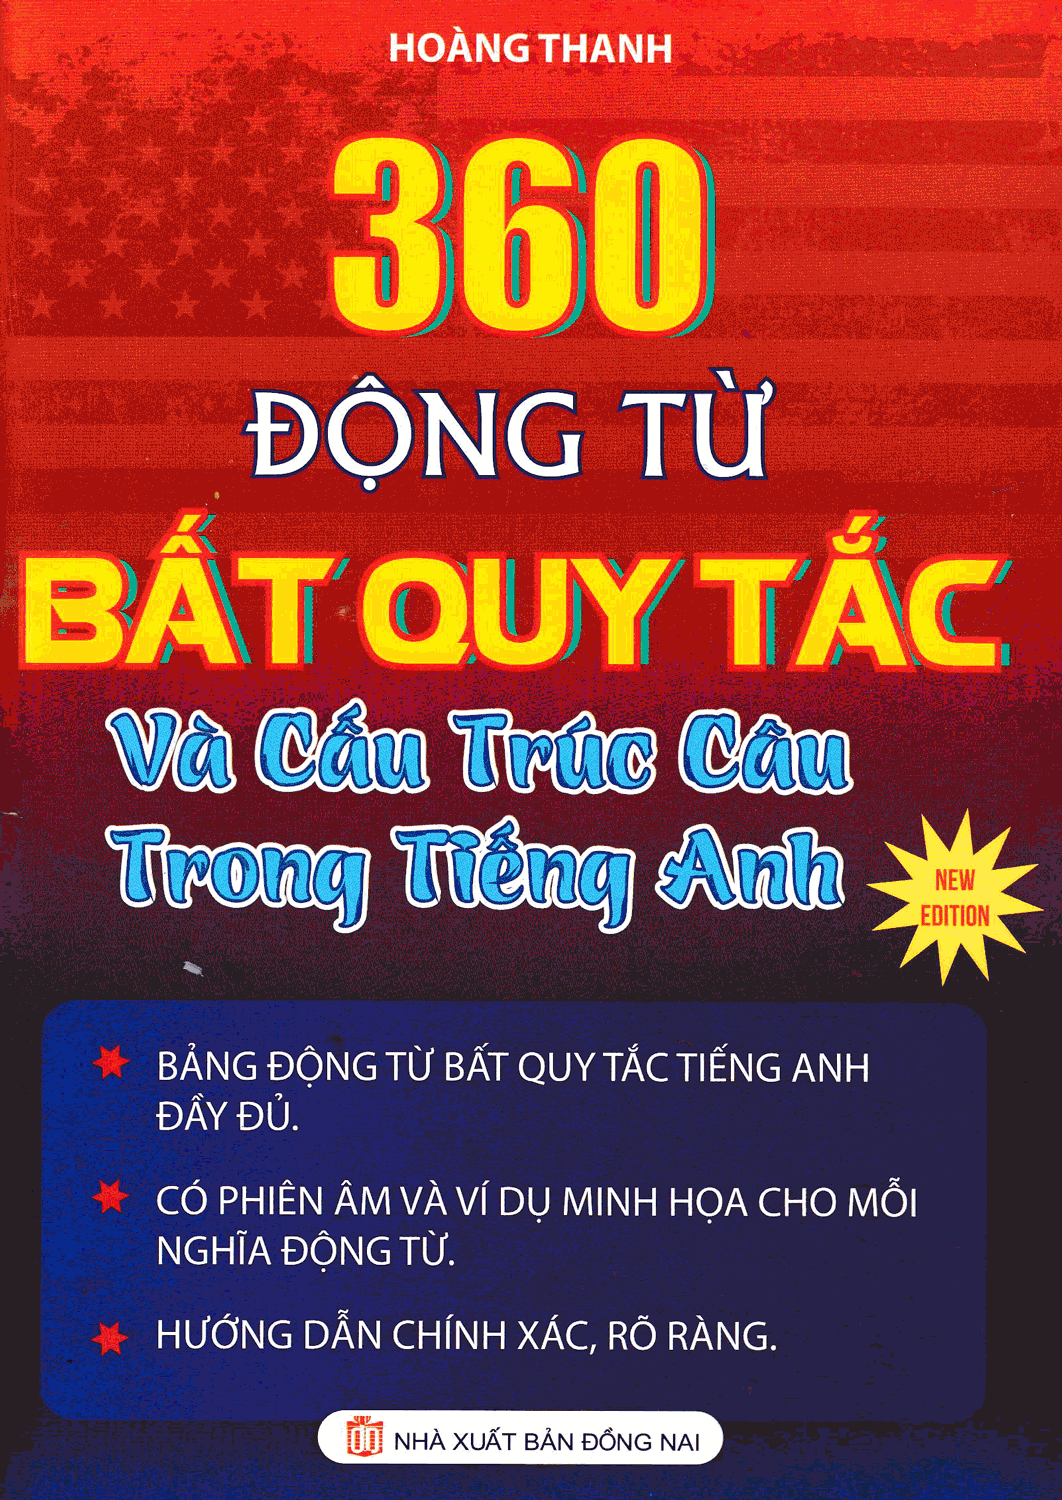 HOÀNG THANH
360
ĐỘNG TỪ
BẤT QUY TẮC
Và Cấu Trúc Câu
Trong Tiếng Anh
NEW
EDITION
BẢNG ĐỘNG TỪ BẤT QUY TẮC TIẾNG ANH
ĐẦY ĐỦ.
CÓ PHIÊN ÂM VÀ VÍ DỤ MINH HỌA CHO MỖI
NGHĨA ĐỘNG TỪ.
HƯỚNG DẪN CHÍNH XÁC, RÕ RÀNG.
NHÀ XUẤT BẢN ĐỒNG NAI